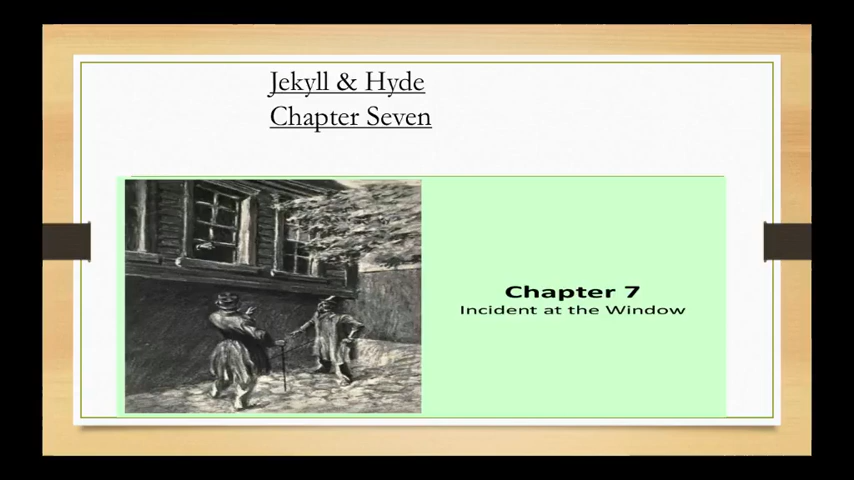 Jekyll & Hyde
Chapter Seven
Chapter 7
Incident at the Window